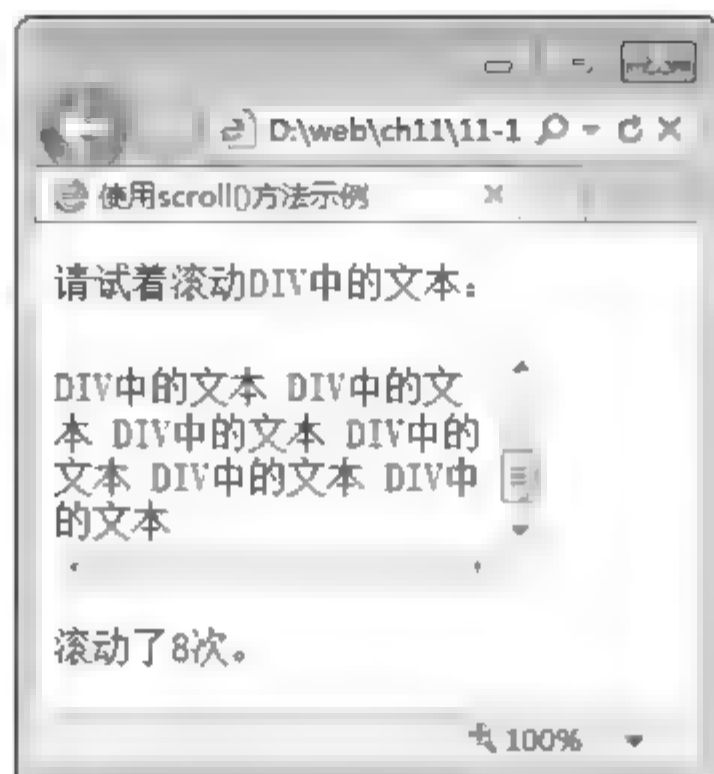 D:\web\ch11\11-1
使用scroll()方法示例
请试着滚动DIV中的文本：
DIV中的文本 DIV中的文
本 DIV中的文本 DIV中的
文本 DIV中的文本 DIV中
的文本
滚动了8次。
100%